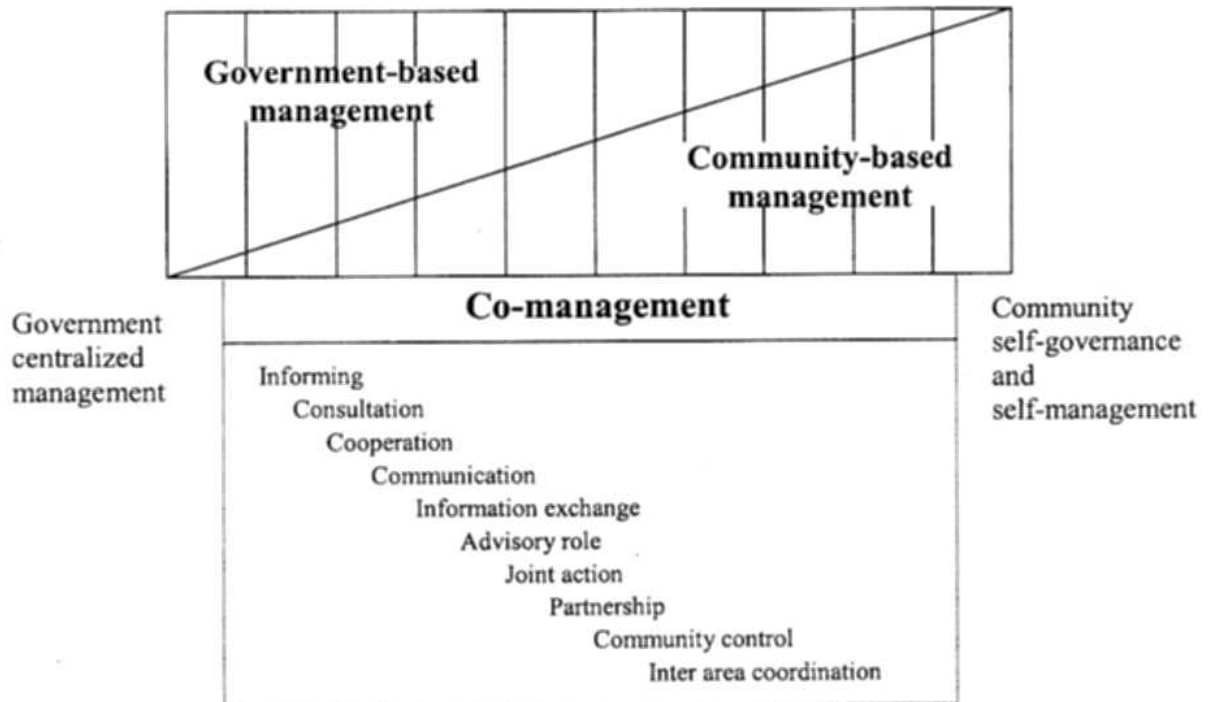 Government-based
management
Community-based
management
Co-management
Government
centralized
management
Community
self-governance
and
self-management
Informing
Consultation
Cooperation
Communication
Information exchange
Advisory role
Joint action
Partnership
Community control
Inter area coordination